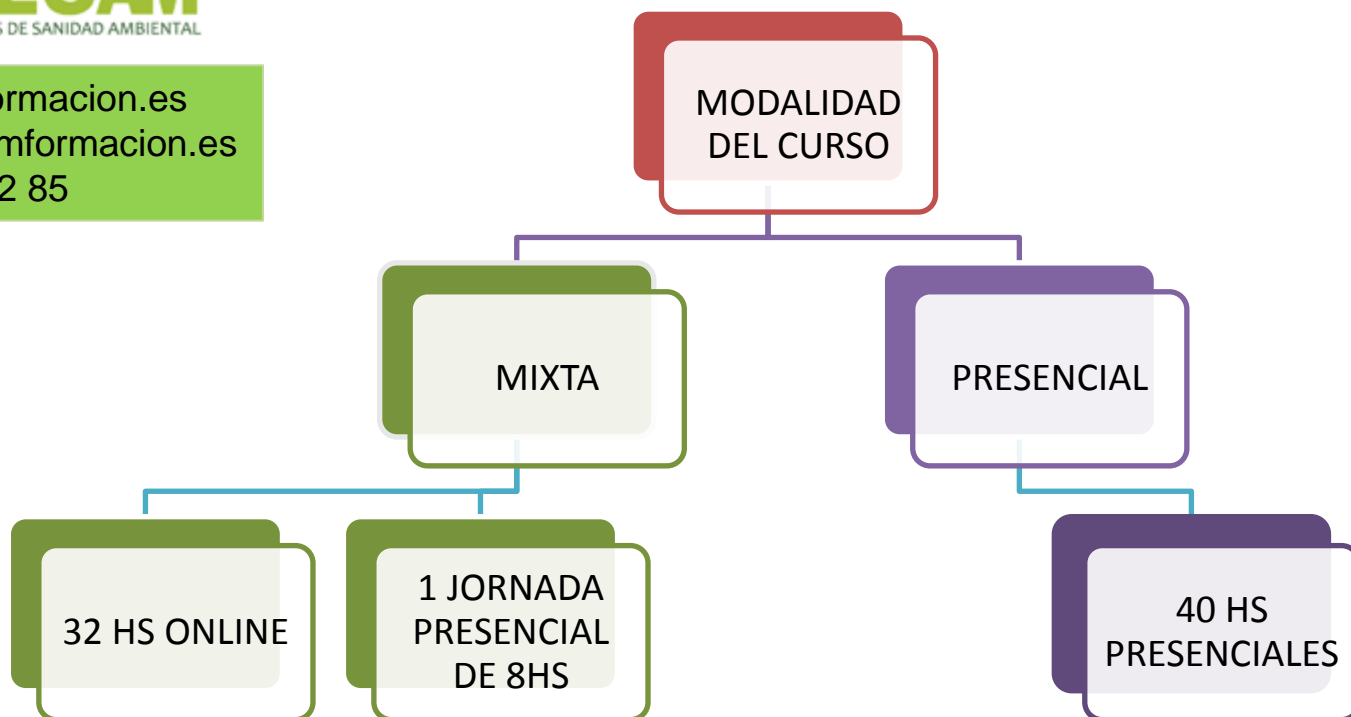 DE SANIDAD AMBIENTAL
ormacion.es
mformacion.es
2 85
MODALIDAD
DEL CURSO
MIXTA
PRESENCIAL
32 HS ONLINE
1 JORNADA
PRESENCIAL
DE 8HS
40 HS
PRESENCIALES